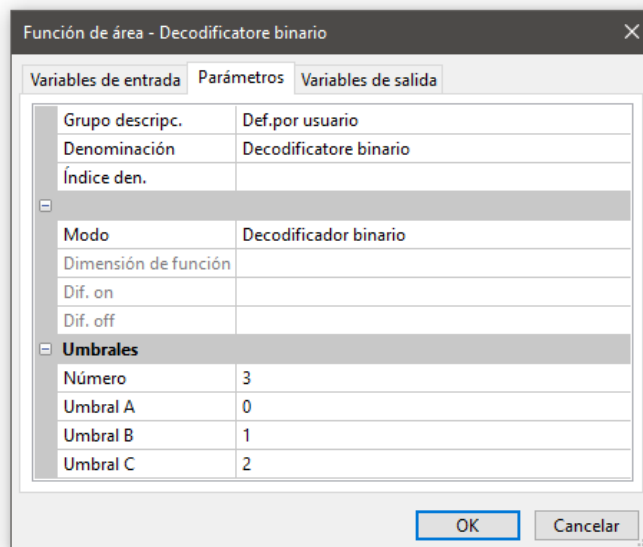 Función de área - Decodificatore binario
Variables de entrada Parámetros Variables de salida
Grupo descripc. Def.por usuario
Denominación Decodificatore binario
Índice den.
Modo Decodificador binario
Dimensión de función
Dif. on
Dif. off
Umbrales
Número 3
Umbral A 0
Umbral B 1
Umbral C 2
OK Cancelar